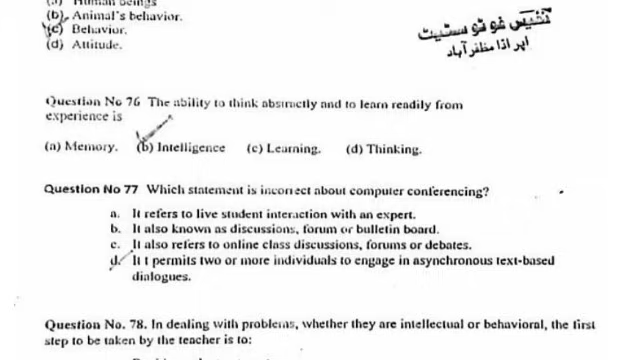 (a) Human beings
(b) Animal's behavior.
(c) Behavior.
(d) Attitude.
نفیس فوٹو سٹیٹ
اپر اڈا مظفر آباد
Question No 76 The ability to think abstractly and to learn readily from
experience is
(a) Memory. (b) Intelligence (c) Learning. (d) Thinking.
Question No 77 Which statement is incorrect about computer conferencing?
a. It refers to live student interaction with an expert.
b. It also known as discussions, forum or bulletin board.
c. It also refers to online class discussions, forums or debates.
d. It t permits two or more individuals to engage in asynchronous text-based
dialogues.
Question No. 78. In dealing with problems, whether they are intellectual or behavioral, the first
step to be taken by the teacher is to: